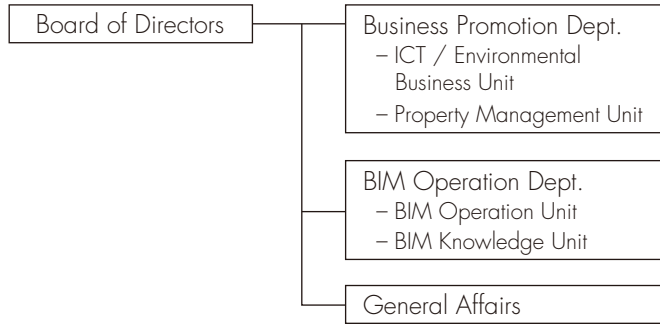 Board of Directors
Business Promotion Dept.
– ICT / Environmental
Business Unit
– Property Management Unit
BIM Operation Dept.
– BIM Operation Unit
– BIM Knowledge Unit
General Affairs